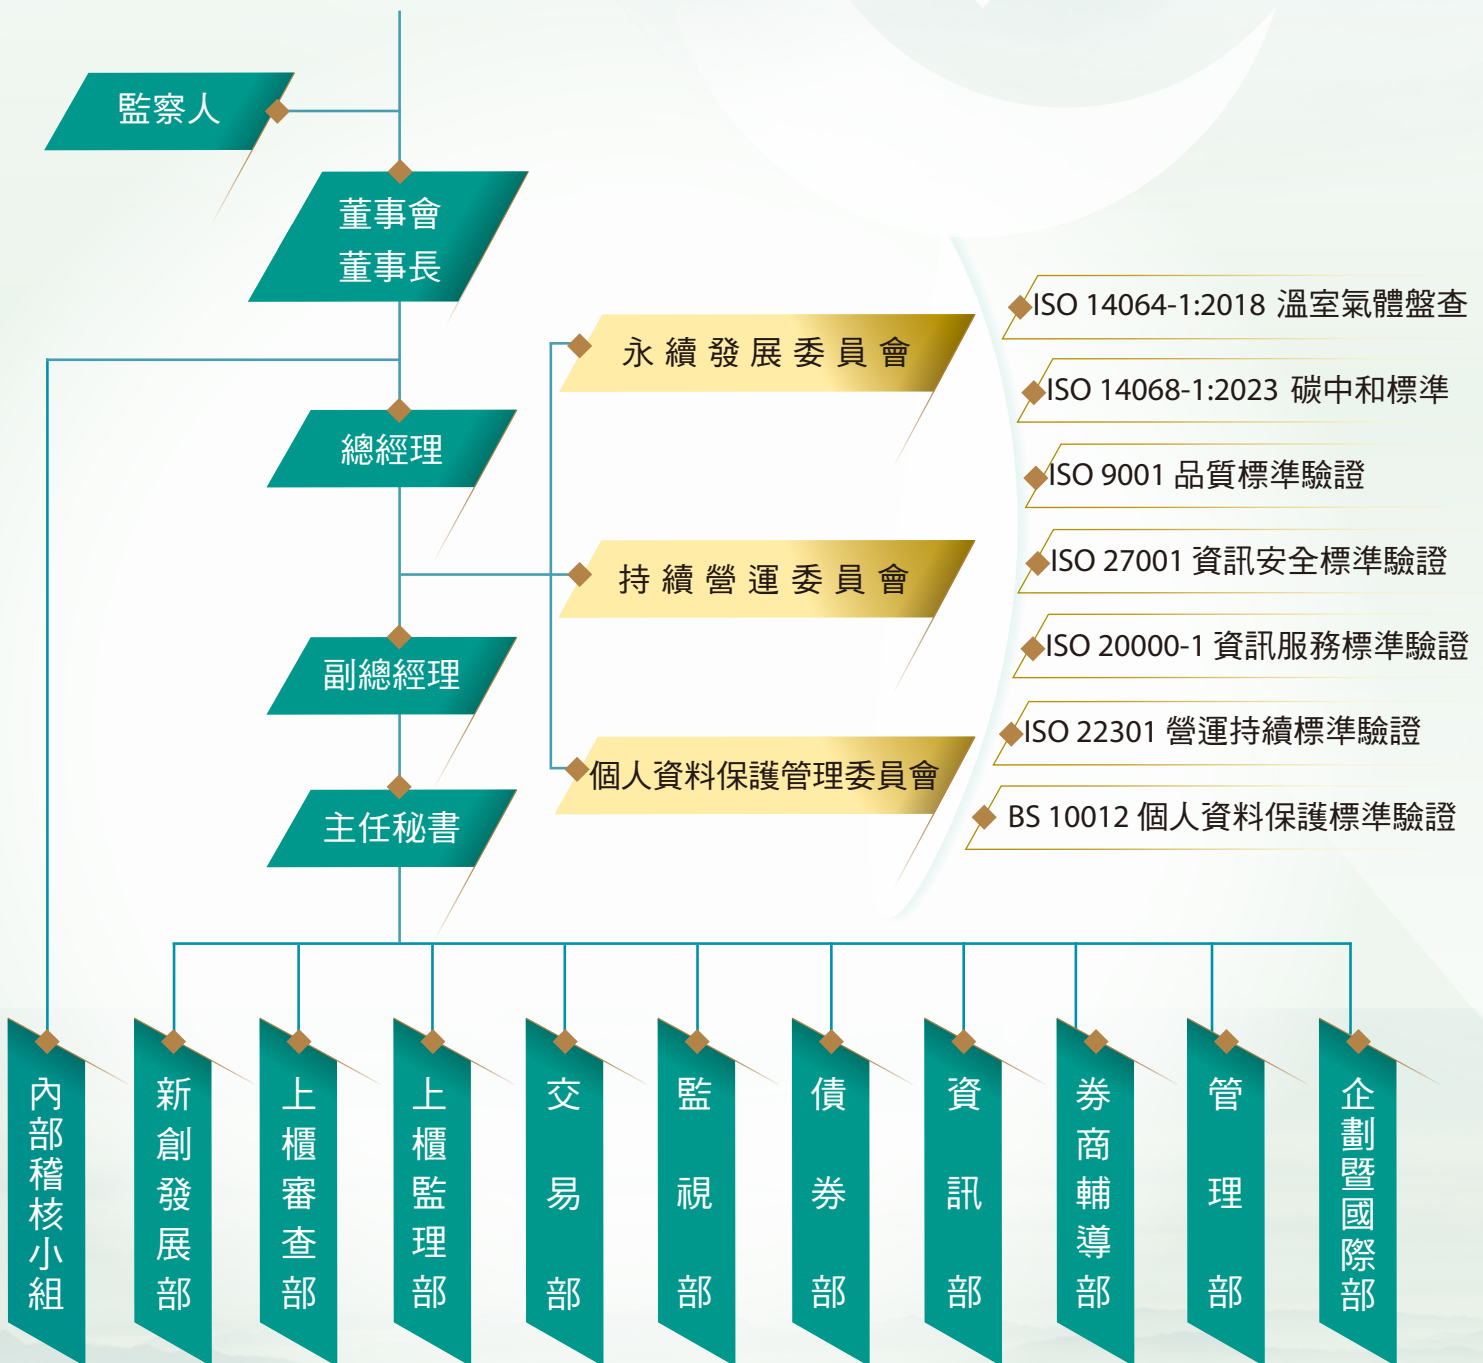 監察人
董事會
董事長
總經理
副總經理
主任秘書
永續發展委員會
持續營運委員會
個人資料保護管理委員會
ISO 14064-1:2018 溫室氣體盤查
ISO 14068-1:2023 碳中和標準
ISO 9001 品質標準驗證
ISO 27001 資訊安全標準驗證
ISO 20000-1 資訊服務標準驗證
ISO 22301 營運持續標準驗證
BS 10012 個人資料保護標準驗證
內部稽核小組
新創發展部
上櫃審查部
上櫃監理部
交易部
監視部
債券部
資訊部
券商輔導部
管理部
企劃暨國際部